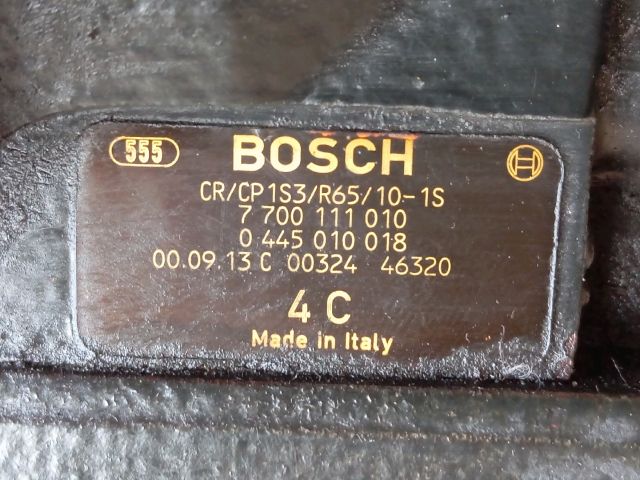 555 BOSCH
CR/CP1S3/R65/10-1S
7 700 111 010
0 445 010 018
00.09.13 C 00324 46320
4 C
Made in Italy